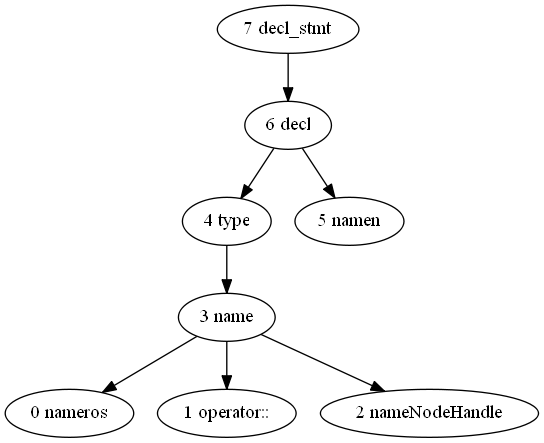 7 decl_stmt
6 decl
4 type
5 namen
3 name
0 nameros
1 operator::
2 nameNodeHandle